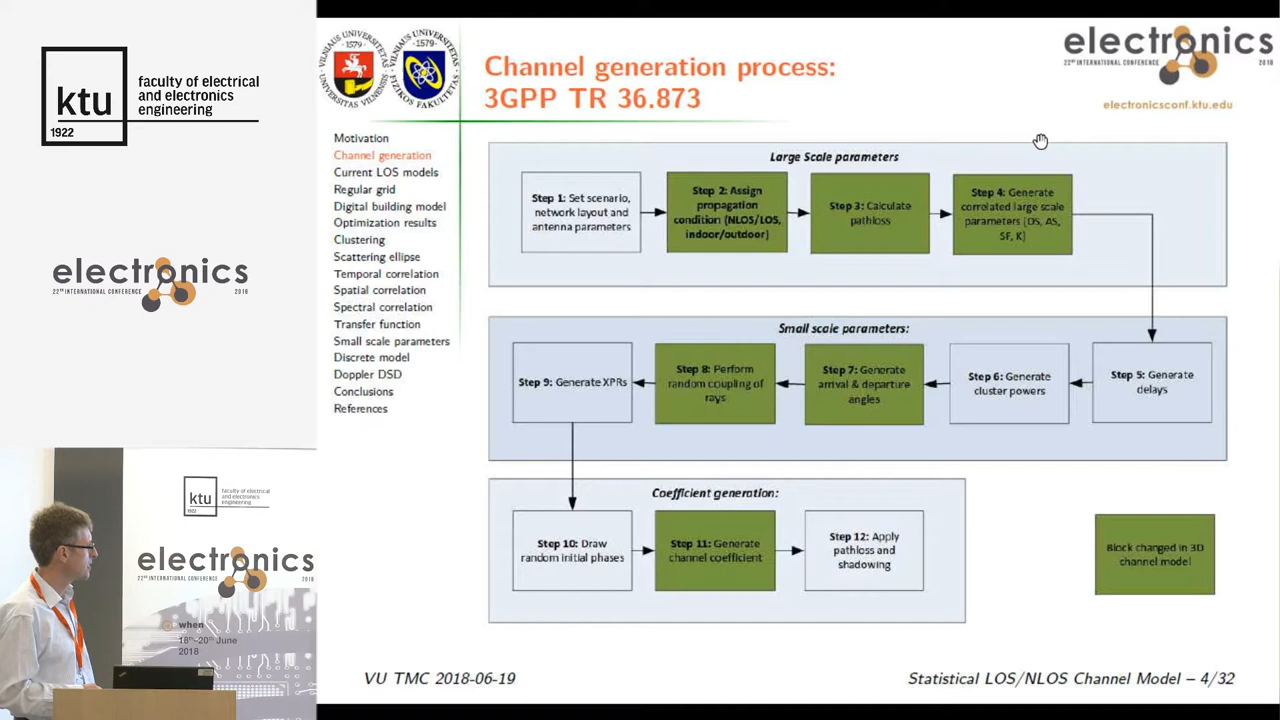 ktu
1922
faculty of electrical
and electronics
engineering
electronics
22ND INTERNATIONAL CONFERENCE 2018
ktu
1922
faculty of electrical
and electronics
engineering
electronics
22ND INTERNATIONAL CONFERENCE 2018
when
18th-20th June
2018
VILNIAUS UNIVERSITETAS
1579
UNIVERSITAS VILNENSIS
VILNIAUS UNIVERSITETAS
1579
FIZIKOS FAKULTETAS
Channel generation process:
3GPP TR 36.873
electronics
22ND INTERNATIONAL CONFERENCE 2018
electronicsconf.ktu.edu
Motivation
Channel generation
Current LOS models
Regular grid
Digital building model
Optimization results
Clustering
Scattering ellipse
Temporal correlation
Spatial correlation
Spectral correlation
Transfer function
Small scale parameters
Discrete model
Doppler DSD
Conclusions
References
Large Scale parameters
Step 1: Set scenario,
network layout and
antenna parameters
Step 2: Assign
propagation
condition (NLOS/LOS,
indoor/outdoor)
Step 3: Calculate
pathloss
Step 4: Generate
correlated large scale
parameters (DS, AS,
SF, K)
Small scale parameters:
Step 9: Generate XPRs
Step 8: Perform
random coupling of
rays
Step 7: Generate
arrival & departure
angles
Step 6: Generate
cluster powers
Step 5: Generate
delays
Coefficient generation:
Step 10: Draw
random initial phases
Step 11: Generate
channel coefficient
Step 12: Apply
pathloss and
shadowing
Block changed in 3D
channel model
VU TMC 2018-06-19
Statistical LOS/NLOS Channel Model – 4/32